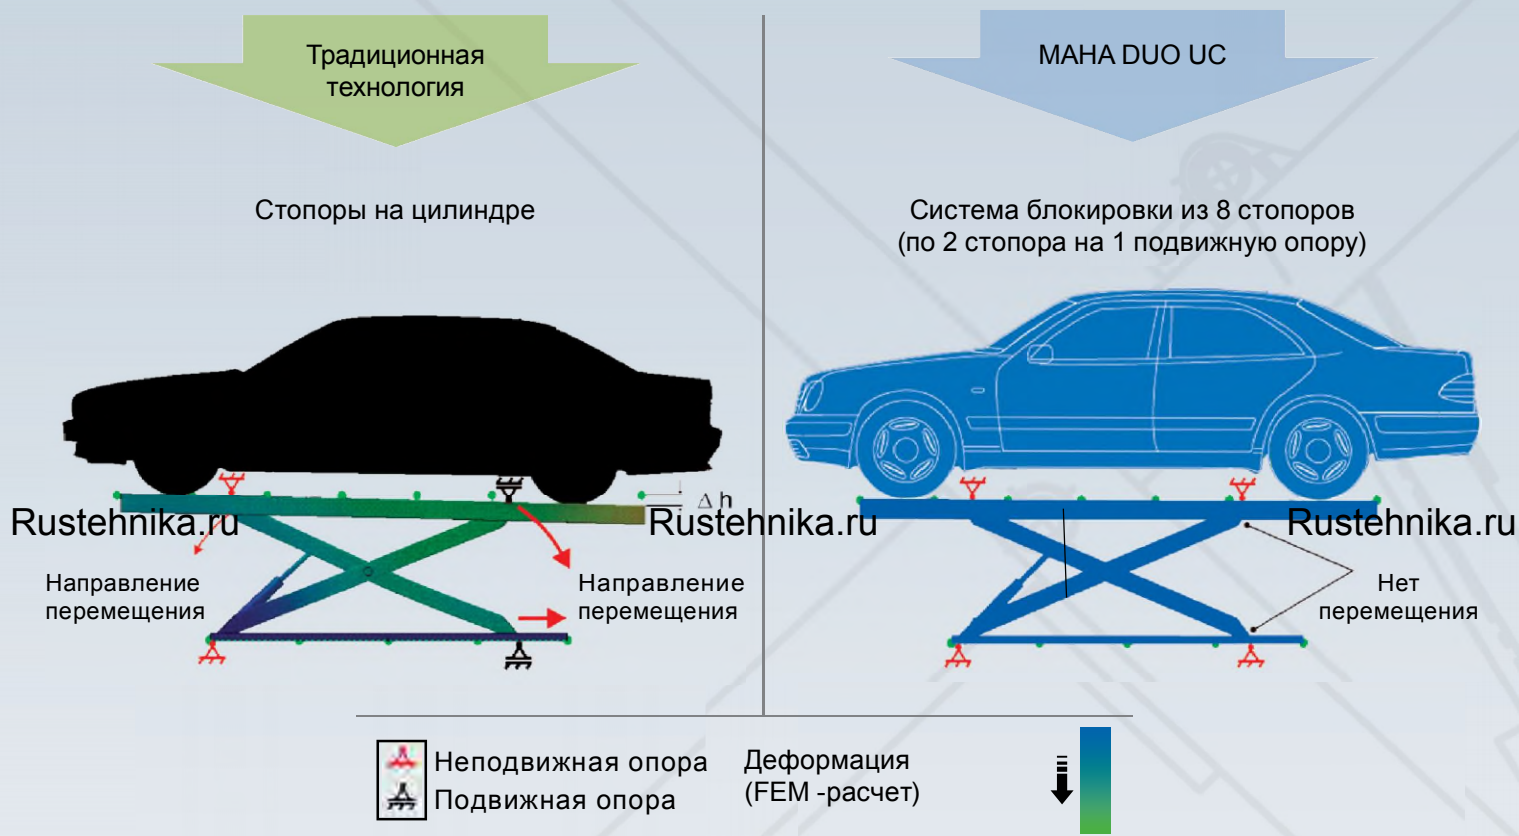 Традиционная
технология
MAHA DUO UC
Стопоры на цилиндре
Система блокировки из 8 стопоров
(по 2 стопора на 1 подвижную опору)
Δ h
Rustehnika.ru
Rustehnika.ru
Rustehnika.ru
Направление
перемещения
Направление
перемещения
Нет
перемещения
Неподвижная опора
Подвижная опора
Деформация
(FEM -расчет)